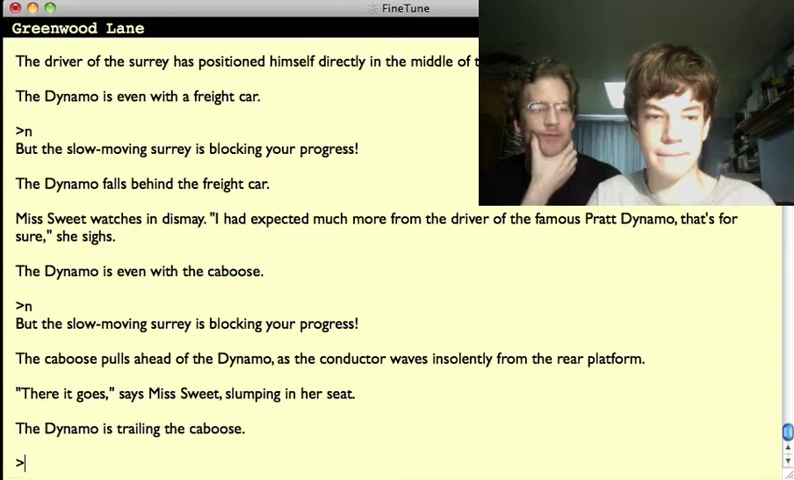 FineTune
Greenwood Lane
The driver of the surrey has positioned himself directly in the middle of
The Dynamo is even with a freight car.
>n
But the slow-moving surrey is blocking your progress!
The Dynamo falls behind the freight car.
Miss Sweet watches in dismay. "I had expected much more from the driver of the famous Pratt Dynamo, that's for
sure," she sighs.
The Dynamo is even with the caboose.
>n
But the slow-moving surrey is blocking your progress!
The caboose pulls ahead of the Dynamo, as the conductor waves insolently from the rear platform.
"There it goes," says Miss Sweet, slumping in her seat.
The Dynamo is trailing the caboose.
>